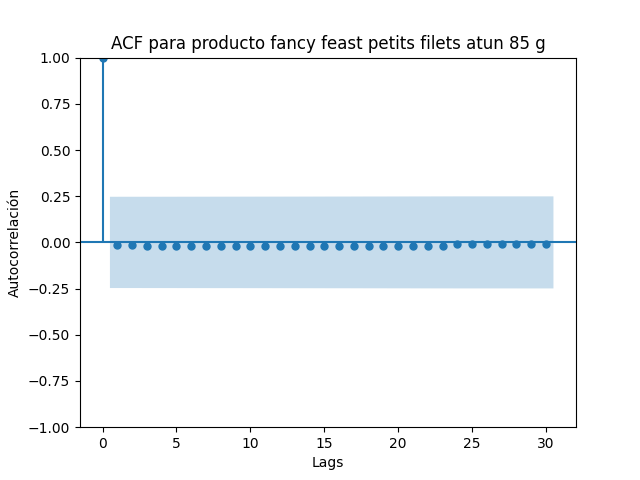 ACF para producto fancy feast petits filets atun 85 g
1.00
0.75
0.50
0.25
0.00
−0.25
−0.50
−0.75
−1.00
Autocorrelación
0 5 10 15 20 25 30
Lags